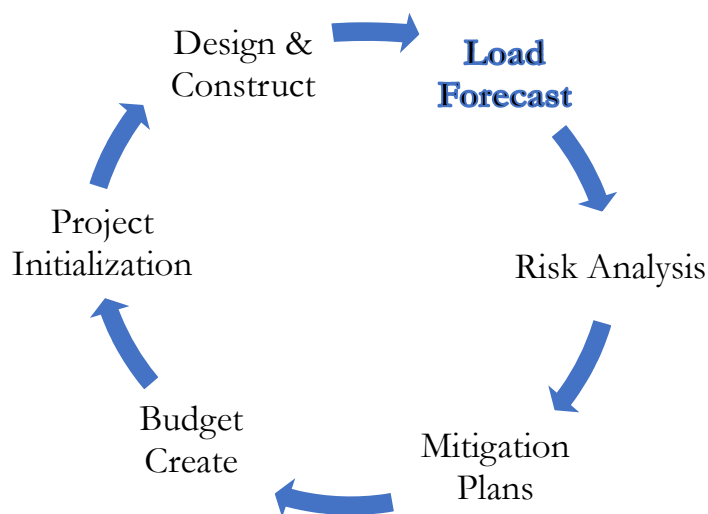 Design &
Construct
Load
Forecast
Project
Initialization
Risk Analysis
Budget
Create
Mitigation
Plans